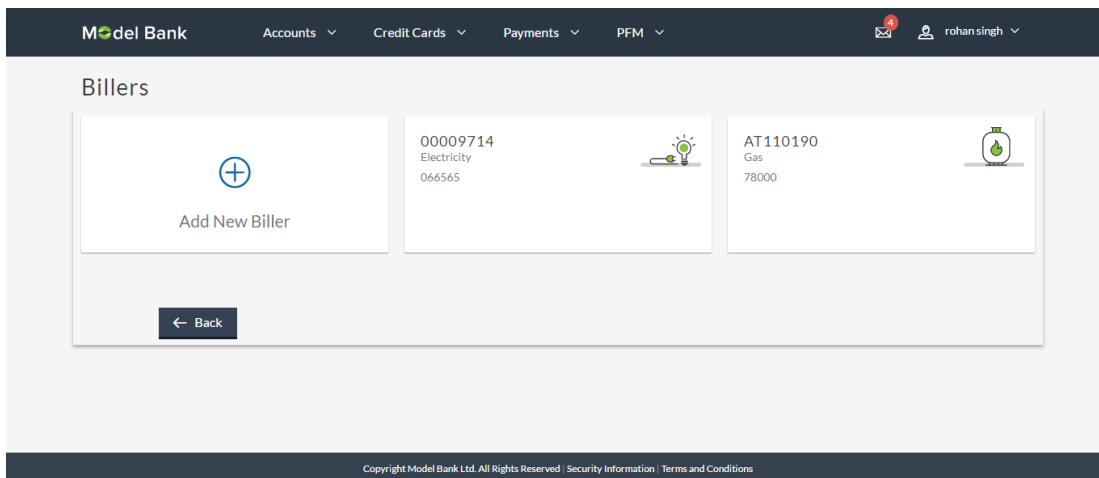 Model Bank Accounts Credit Cards Payments PFM 4 rohan singh
Billers
Add New Biller
00009714
Electricity
066565
AT110190
Gas
78000
← Back
Copyright Model Bank Ltd. All Rights Reserved | Security Information | Terms and Conditions